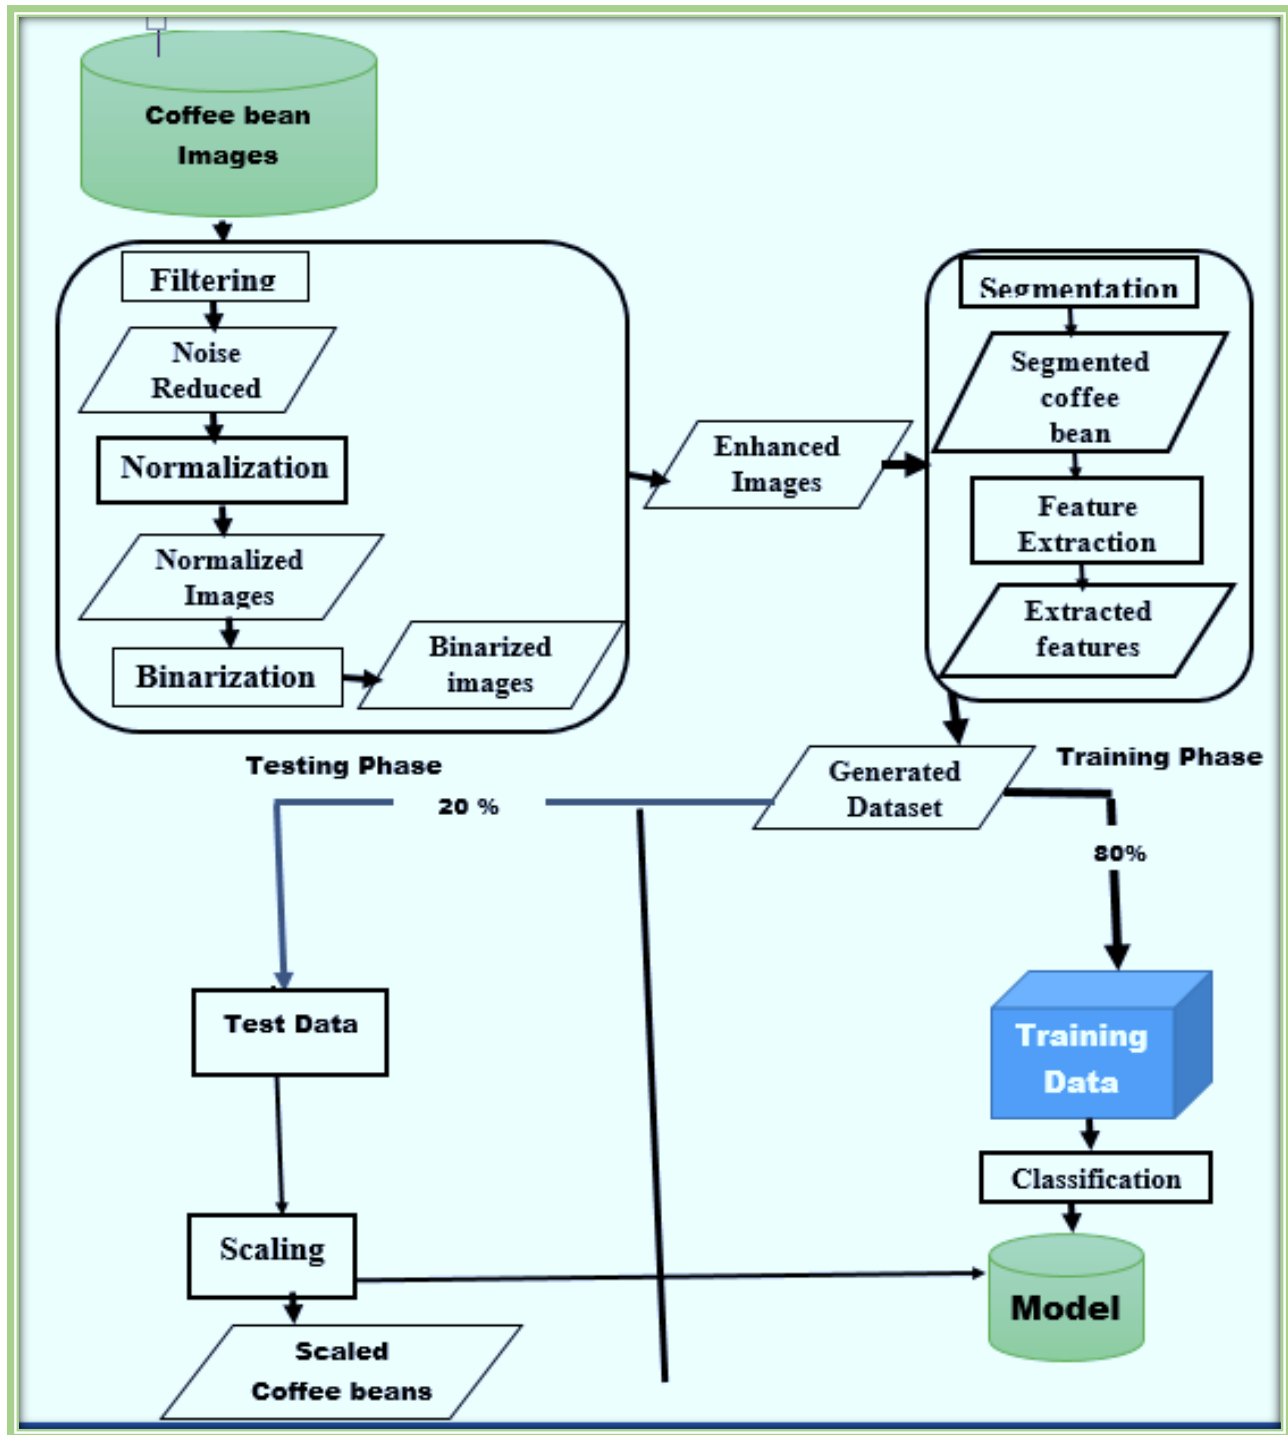 Coffee bean
Images
Filtering
Noise
Reduced
Normalization
Normalized
Images
Binarization
Binarized
images
Enhanced
Images
Segmentation
Segmented
coffee
bean
Feature
Extraction
Extracted
features
Generated
Dataset
Testing Phase
Training Phase
20 %
80%
Test Data
Scaling
Scaled
Coffee beans
Training
Data
Classification
Model